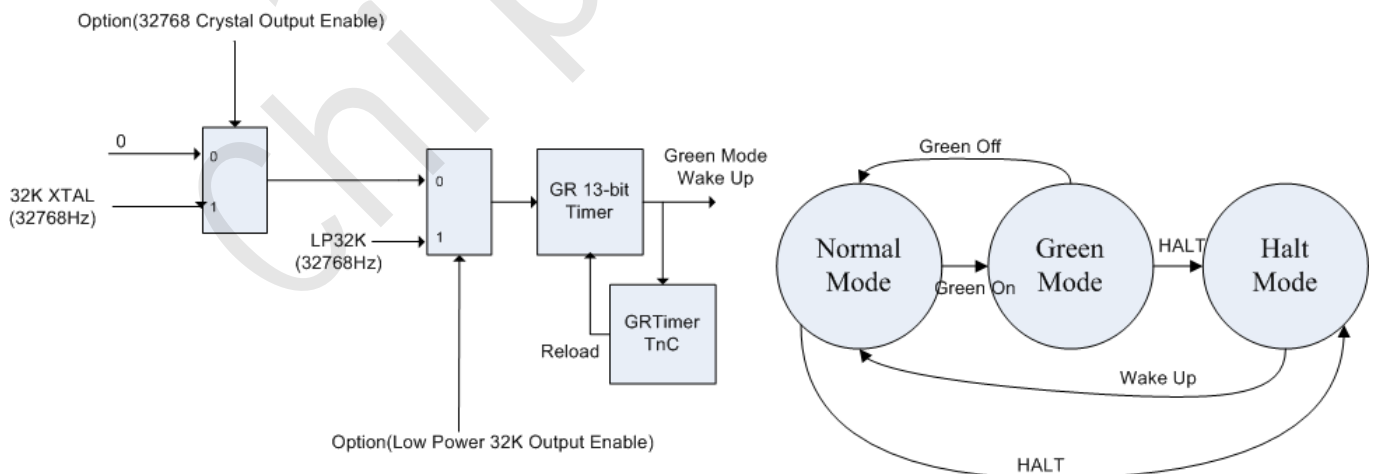 Option(32768 Crystal Output Enable)
0
0
32K XTAL
(32768Hz)
1
0
LP32K
(32768Hz)
1
GR 13-bit
Timer
Green Mode
Wake Up
GRTimer
TnC
Reload
Option(Low Power 32K Output Enable)
Green Off
Normal
Mode
Green On
Green
Mode
HALT
Halt
Mode
Wake Up
HALT
Chip